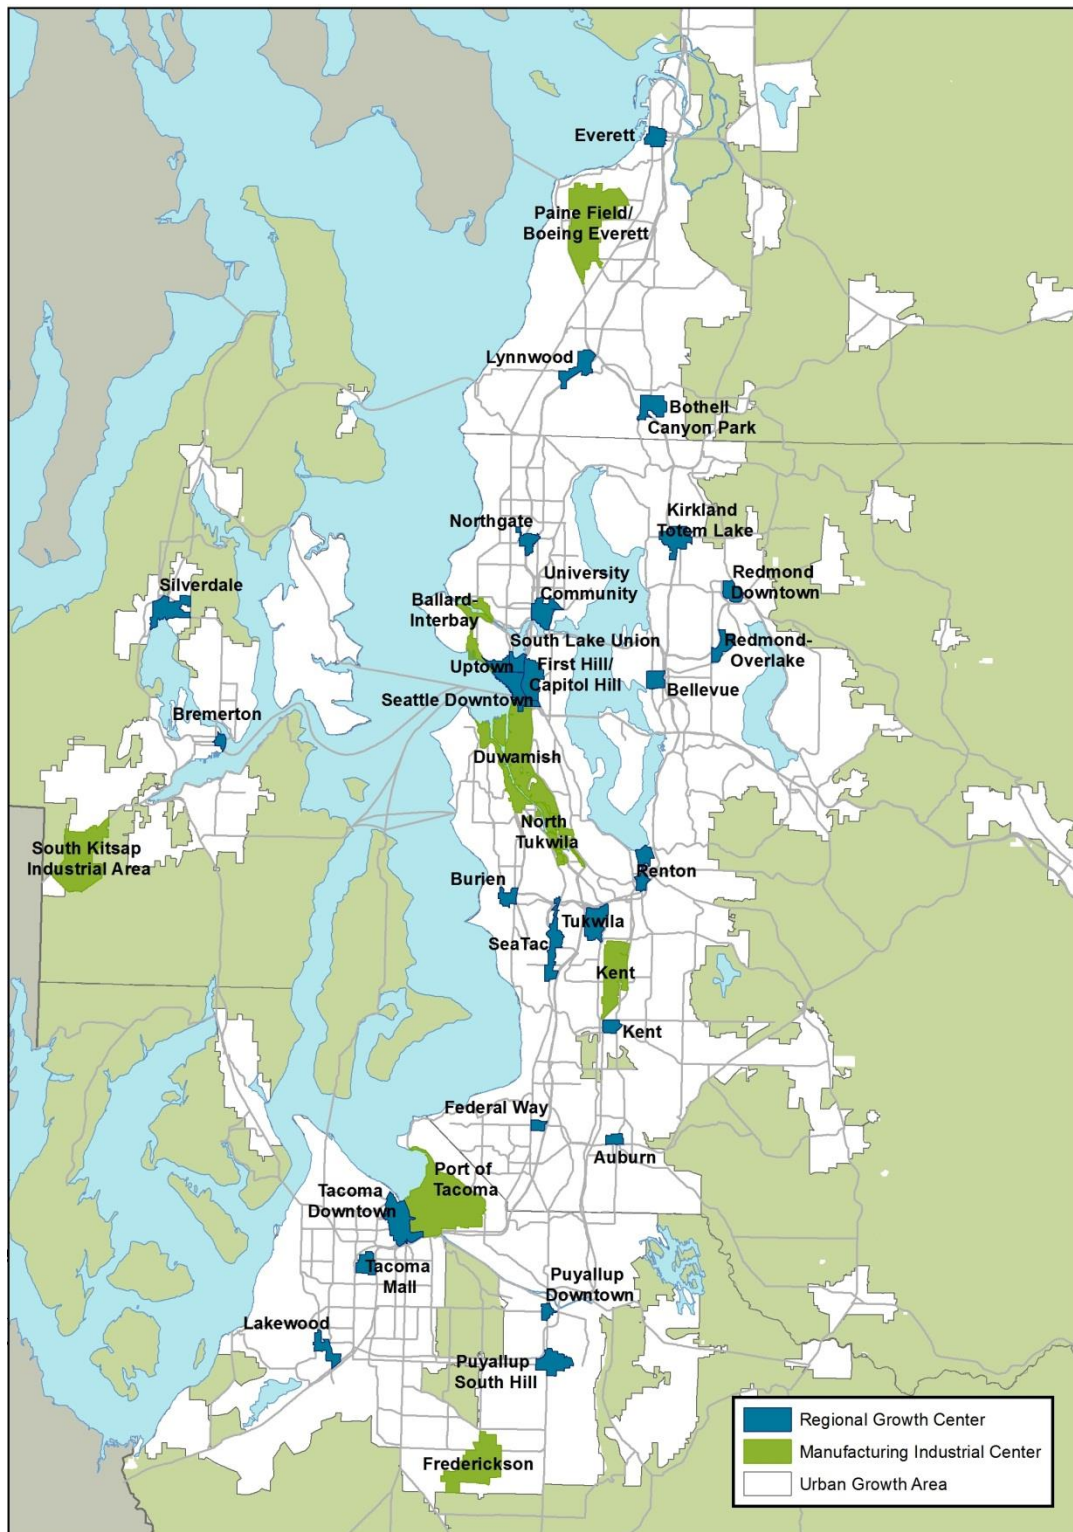 Everett
Paine Field/
Boeing Everett
Lynnwood
Bothell
Canyon Park
Northgate
Kirkland
Totem Lake
Silverdale
University
Community
Redmond
Downtown
Ballard-
Interbay
South Lake Union
Redmond-
Overlake
Uptown
First Hill/
Capitol Hill
Bellevue
Seattle Downtown
Bremerton
Duwamish
North
Tukwila
South Kitsap
Industrial Area
Renton
Burien
Tukwila
SeaTac
Kent
Kent
Federal Way
Auburn
Port of
Tacoma
Tacoma
Downtown
Tacoma
Mall
Puyallup
Downtown
Lakewood
Puyallup
South Hill
Frederickson
Regional Growth Center
Manufacturing Industrial Center
Urban Growth Area